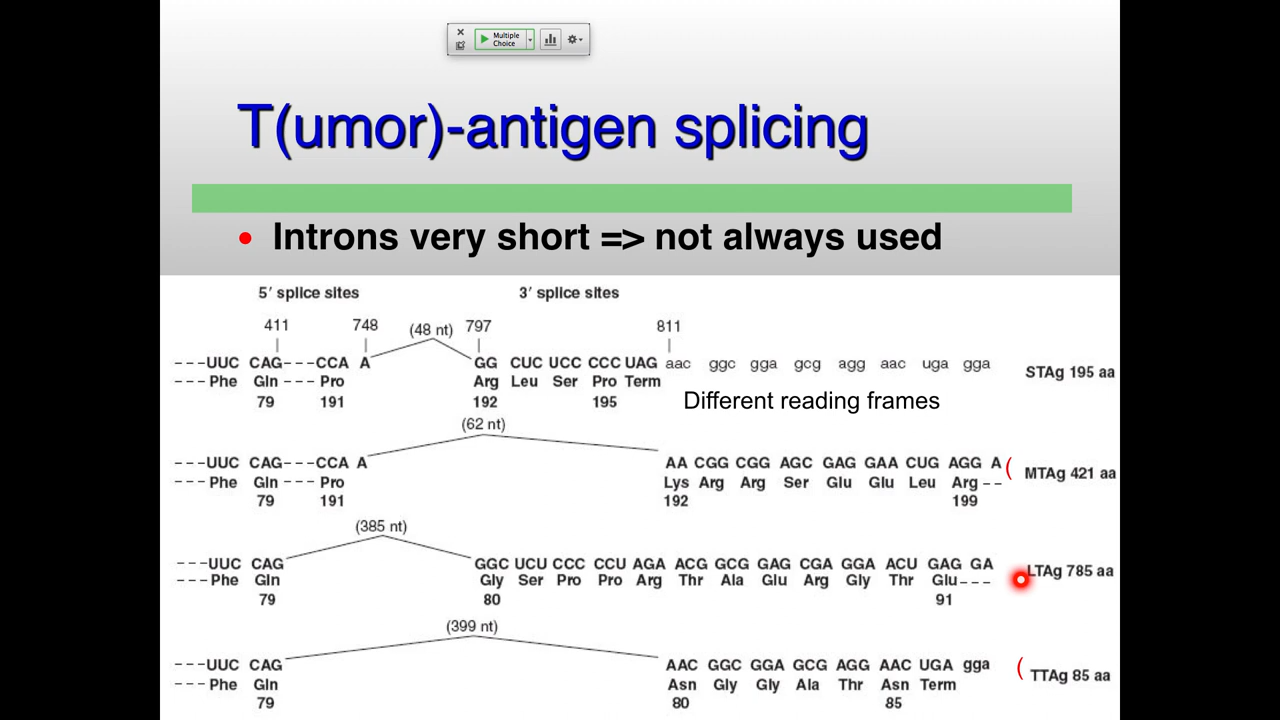 Multiple
Choice
T(umor)-antigen splicing
• Introns very short => not always used
5′ splice sites 3′ splice sites
411 748 (48 nt) 797 811
---UUC CAG---CCA A GG CUC UCC CCC UAG aac ggc gga gcg agg aac uga gga
---Phe Gln---Pro Arg Leu Ser Pro Term STAg 195 aa
79 191 192 195 Different reading frames
(62 nt)
---UUC CAG---CCA A AA CGG CGG AGC GAG GAA CUG AGG A ( MTAg 421 aa
---Phe Gln---Pro Lys Arg Arg Ser Glu Glu Leu Arg--
79 191 192 199
(385 nt)
---UUC CAG GGC UCU CCC CCU AGA ACG GCG GAG CGA GGA ACU GAG GA LTAg 785 aa
---Phe Gln Gly Ser Pro Pro Arg Thr Ala Glu Arg Gly Thr Glu---
79 80 91
(399 nt)
---UUC CAG AAC GGC GGA GCG AGG AAC UGA gga ( TTAg 85 aa
---Phe Gln Asn Gly Gly Ala Thr Asn Term
79 80 85